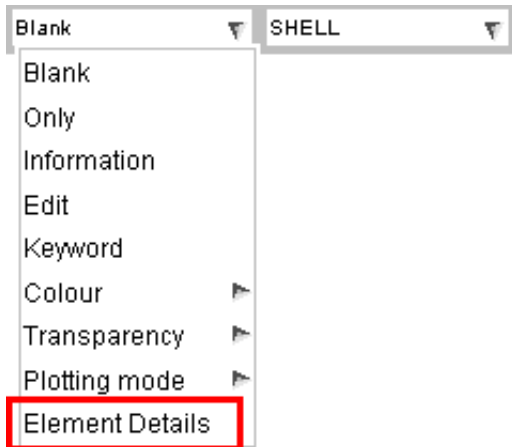 Blank SHELL
Blank
Only
Information
Edit
Keyword
Colour
Transparency
Plotting mode
Element Details